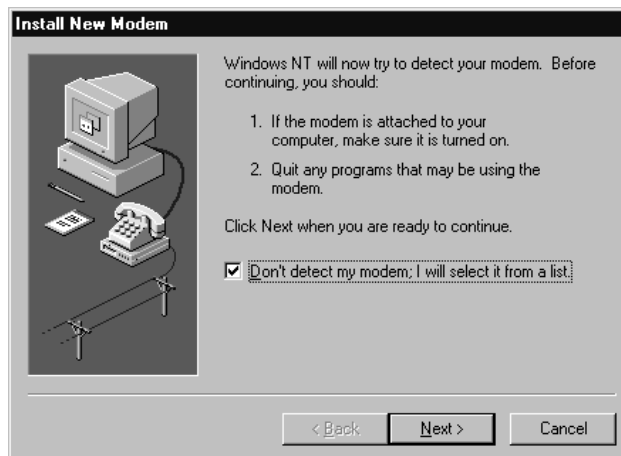 Install New Modem
Windows NT will now try to detect your modem. Before
continuing, you should:
1. If the modem is attached to your
computer, make sure it is turned on.
2. Quit any programs that may be using the
modem.
Click Next when you are ready to continue.
Don't detect my modem; I will select it from a list.
< Back
Next >
Cancel